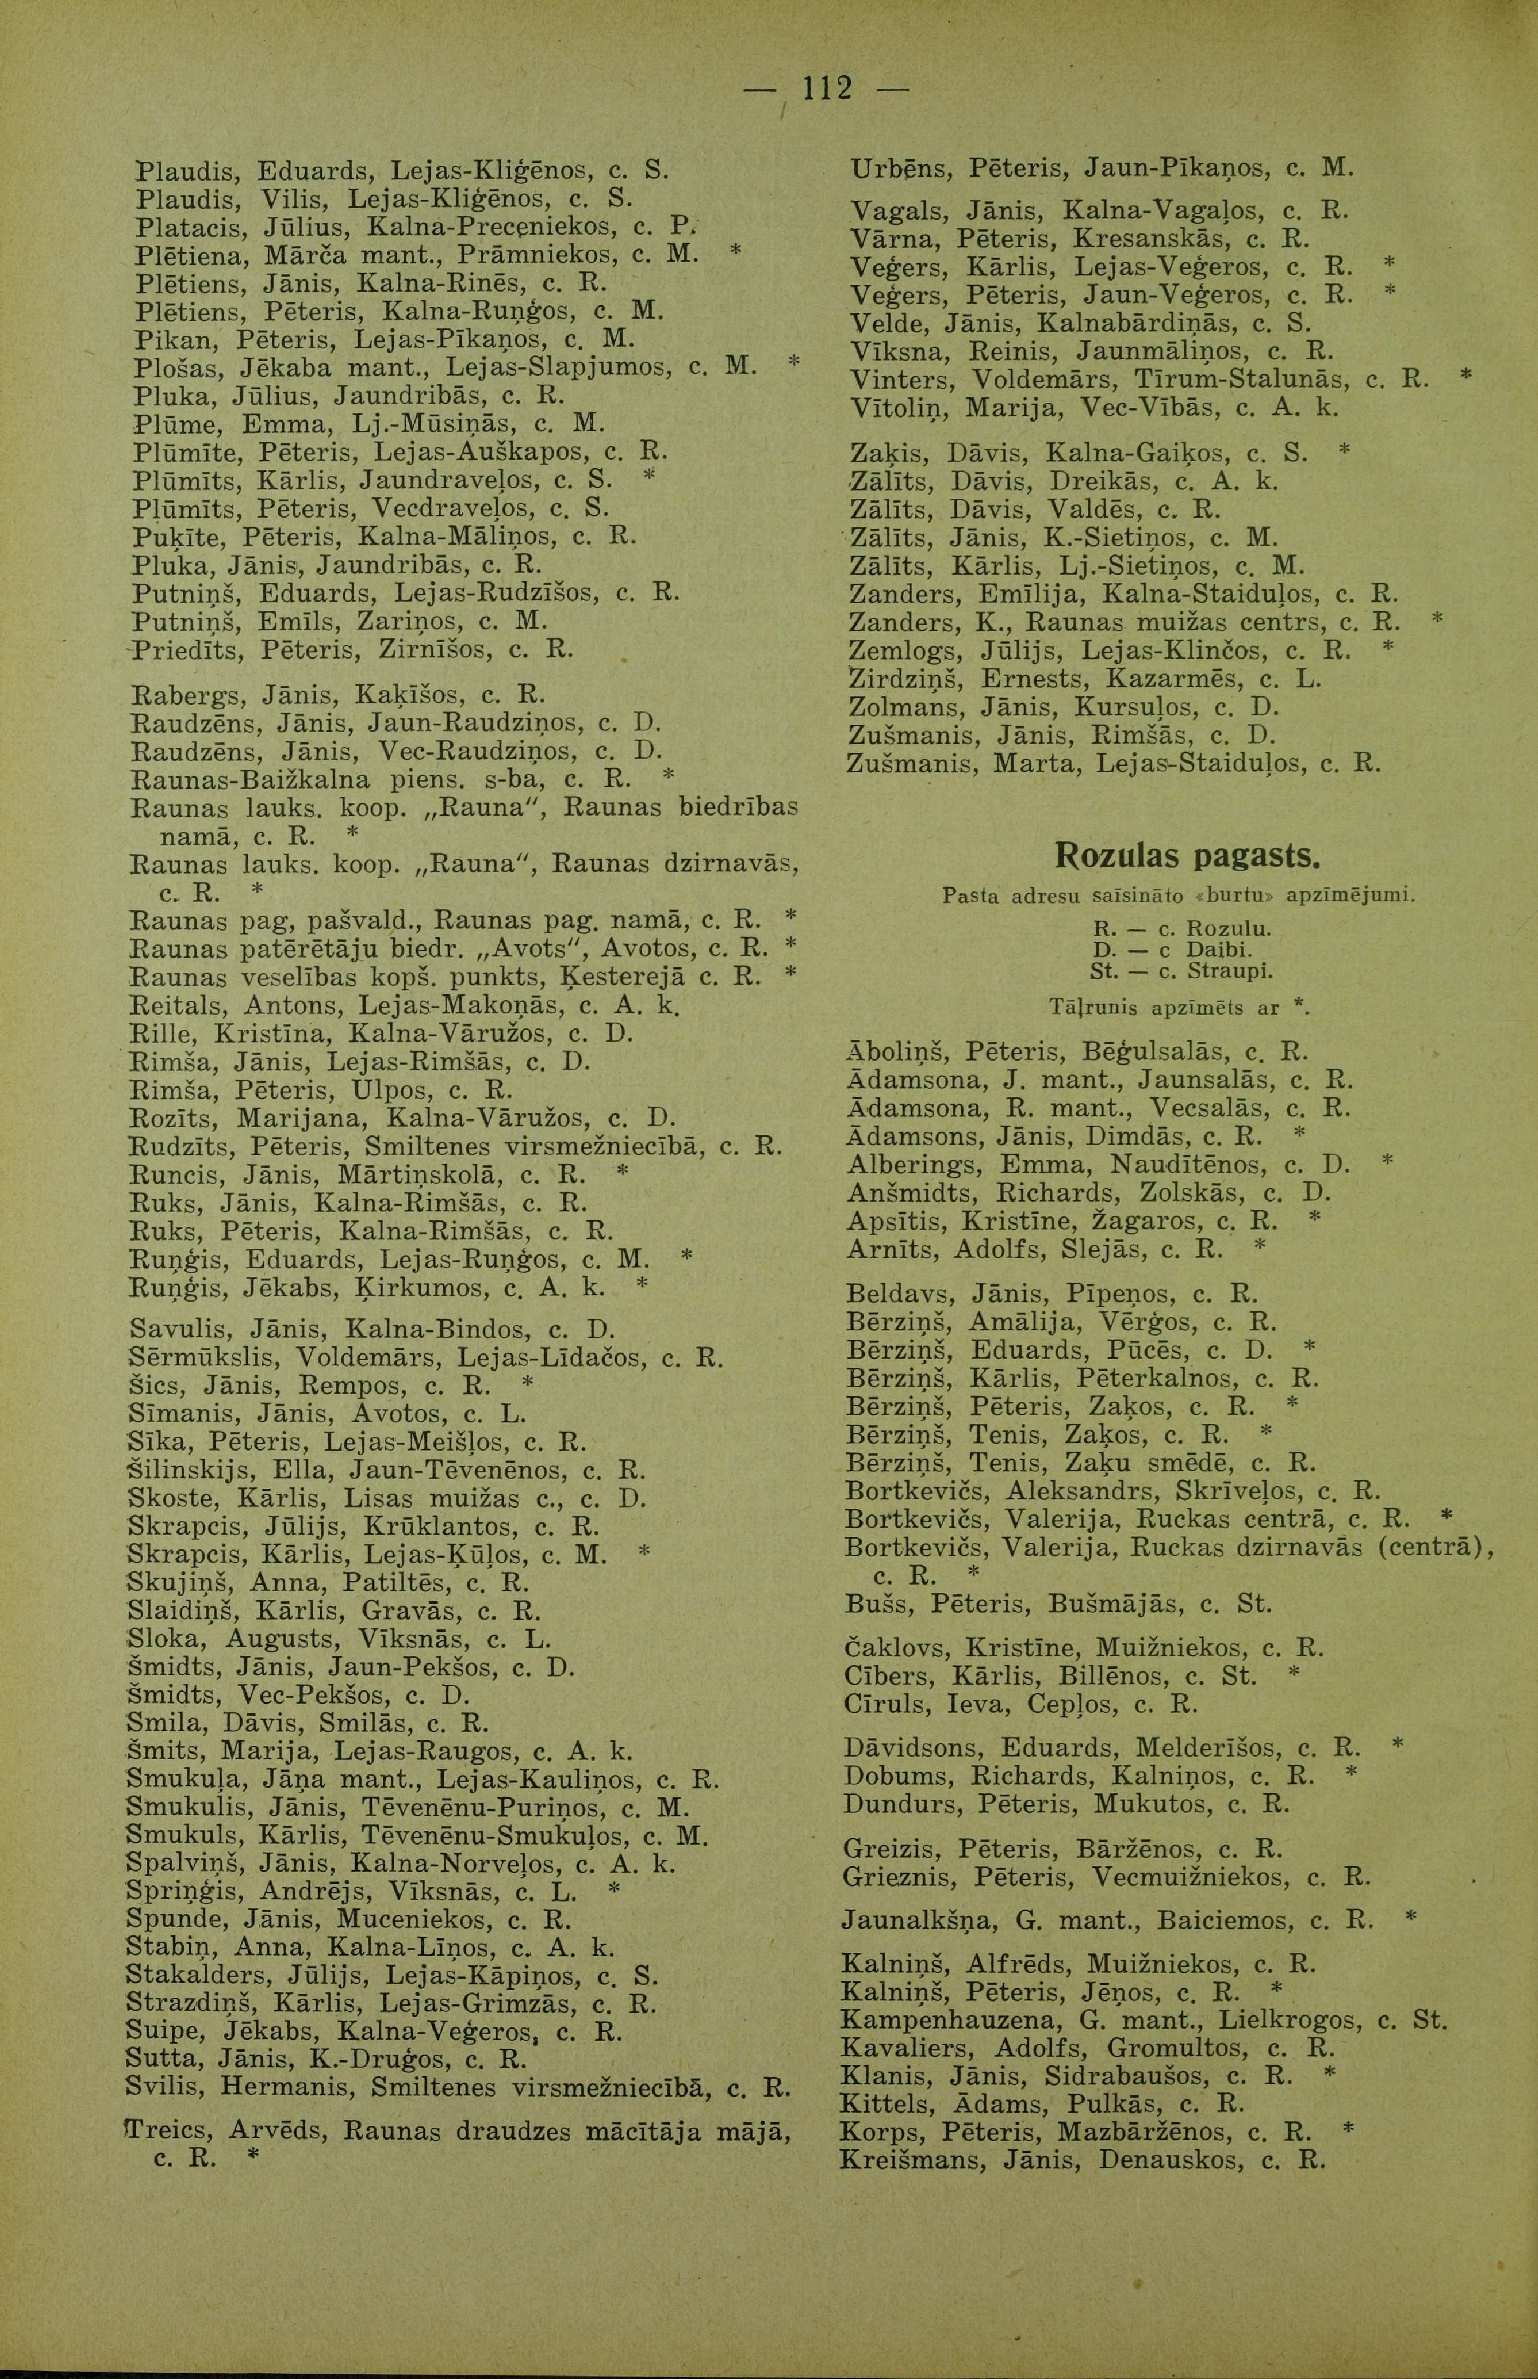 — 112 —
Plaudis, Eduards, Lejas-Kliģēnos, c. S.
Plaudis, Vilis, Lejas-Kliģēnos, c. S.
Platacis, Jūlius, Kalna-Preceniekos, c. P.
Plētiena, Mārča mant., Prāmniekos, c. M. *
Plētiens, Jānis, Kalna-Rinēs, c. R.
Plētiens, Pēteris, Kalna-Ruņģos, c. M.
Pikan, Pēteris, Lejas-Pīkaņos, c. M.
Plošas, Jēkaba mant., Lejas-Slapjumos, c. M. *
Pluka, Jūlius, Jaundribās, c. R.
Plūme, Emma, Lj.-Mūsiņās, c. M.
Plūmīte, Pēteris, Lejas-Auškapos, c. R.
Plūmīts, Kārlis, Jaundraveļos, c. S. *
Plūmīts, Pēteris, Vecdraveļos, c. S.
Puķīte, Pēteris, Kalna-Māliņos, c. R.
Pluka, Jānis, Jaundribās, c. R.
Putniņš, Eduards, Lejas-Rudzīšos, c. R.
Putniņš, Emīls, Zariņos, c. M.
Priedīts, Pēteris, Zirnīšos, c. R.
Rabergs, Jānis, Kaķīšos, c. R.
Raudzēns, Jānis, Jaun-Raudziņos, c. D.
Raudzēns, Jānis, Vec-Raudziņos, c. D.
Raunas-Baižkalna piens. s-ba, c. R. *
Raunas lauks. koop. „Rauna", Raunas biedrības
namā, c. R. *
Raunas lauks. koop. „Rauna", Raunas dzirnavās,
c. R. *
Raunas pag, pašvald., Raunas pag. namā, c. R. *
Raunas patērētāju biedr. „Avots", Avotos, c. R. *
Raunas veselības kopš. punkts, Ķesterejā c. R. *
Reitals, Antons, Lejas-Makoņās, c. A. k.
Rille, Kristīna, Kalna-Vāružos, c. D.
Rimša, Jānis, Lejas-Rimšās, c. D.
Rimša, Pēteris, Ulpos, c. R.
Rozīts, Marijana, Kalna-Vāružos, c. D.
Rudzīts, Pēteris, Smiltenes virsmežniecībā, c. R.
Runcis, Jānis, Mārtiņskolā, c. R. *
Ruks, Jānis, Kalna-Rimšās, c. R.
Ruks, Pēteris, Kalna-Rimšās, c. R.
Ruņģis, Eduards, Lejas-Ruņģos, c. M. *
Ruņģis, Jēkabs, Ķirkumos, c. A. k. *
Savulis, Jānis, Kalna-Bindos, c. D.
Sērmūkslis, Voldemārs, Lejas-Līdačos, c. R.
Šics, Jānis, Rempos, c. R. *
Sīmanis, Jānis, Avotos, c. L.
Sīka, Pēteris, Lejas-Meišļos, c. R.
Šilinskijs, Ella, Jaun-Tēvenēnos, c. R.
Skoste, Kārlis, Lisas muižas c., c. D.
Skrapcis, Jūlijs, Krūklantos, c. R.
Skrapcis, Kārlis, Lejas-Ķūļos, c. M. *
Skujiņš, Anna, Patiltēs, c. R.
Slaidiņš, Kārlis, Gravās, c. R.
Sloka, Augusts, Vīksnās, c. L.
Šmidts, Jānis, Jaun-Pekšos, c. D.
Šmidts, Vec-Pekšos, c. D.
Smila, Dāvis, Smilās, c. R.
Šmits, Marija, Lejas-Raugos, c. A. k.
Smukuļa, Jāņa mant., Lejas-Kauliņos, c. R.
Smukulis, Jānis, Tēvenēnu-Puriņos, c. M.
Smukuls, Kārlis, Tēvenēnu-Smukuļos, c. M.
Spalviņš, Jānis, Kalna-Norveļos, c. A. k.
Spriņģis, Andrējs, Vīksnās, c. L. *
Spunde, Jānis, Muceniekos, c. R.
Stabiņ, Anna, Kalna-Līņos, c. A. k.
Stakalders, Jūlijs, Lejas-Kāpiņos, c. S.
Strazdiņš, Kārlis, Lejas-Grimzās, c. R.
Suipe, Jēkabs, Kalna-Veģeros, c. R.
Sutta, Jānis, K.-Druģos, c. R.
Svilis, Hermanis, Smiltenes virsmežniecībā, c. R.
Treics, Arvēds, Raunas draudzes mācītāja mājā,
c. R. *
Urbēns, Pēteris, Jaun-Pīkaņos, c. M.
Vagals, Jānis, Kalna-Vagaļos, c. R.
Vārna, Pēteris, Kresanskās, c. R.
Veģers, Kārlis, Lejas-Veģeros, c. R. *
Veģers, Pēteris, Jaun-Veģeros, c. R. *
Velde, Jānis, Kalnabārdiņās, c. S.
Vīksna, Reinis, Jaunmāliņos, c. R.
Vinters, Voldemārs, Tīrum-Stalunās, c. R. *
Vītoliņ, Marija, Vec-Vībās, c. A. k.
Zaķis, Dāvis, Kalna-Gaiķos, c. S. *
Zālīts, Dāvis, Dreikās, c. A. k.
Zālīts, Dāvis, Valdēs, c. R.
Zālīts, Jānis, K.-Sietiņos, c. M.
Zālīts, Kārlis, Lj.-Sietiņos, c. M.
Zanders, Emīlija, Kalna-Staiduļos, c. R.
Zanders, K., Raunas muižas centrs, c. R. *
Zemlogs, Jūlijs, Lejas-Klinčos, c. R. *
Zirdziņš, Ernests, Kazarmēs, c. L.
Zolmans, Jānis, Kursuļos, c. D.
Zušmanis, Jānis, Rimšās, c. D.
Zušmanis, Marta, Lejas-Staiduļos, c. R.
Rozulas pagasts.
Pasta adresu saīsināto «burtu» apzīmējumi.
R. — c. Rozulu.
D. — c Daibi.
St. — c. Straupi.
Tāļrunis apzīmēts ar *.
Āboliņš, Pēteris, Bēģulsalās, c. R.
Ādamsona, J. mant., Jaunsalās, c. R.
Ādamsona, R. mant., Vecsalās, c. R.
Ādamsons, Jānis, Dimdās, c. R. *
Alberings, Emma, Naudītēnos, c. D. *
Anšmidts, Richards, Zolskās, c. D.
Apsītis, Kristīne, Žagaros, c. R. *
Arnīts, Adolfs, Slejās, c. R. *
Beldavs, Jānis, Pīpeņos, c. R.
Bērziņš, Amālija, Vērģos, c. R.
Bērziņš, Eduards, Pūcēs, c. D. *
Bērziņš, Kārlis, Pēterkalnos, c. R.
Bērziņš, Pēteris, Zaķos, c. R. *
Bērziņš, Tenis, Zaķos, c. R. *
Bērziņš, Tenis, Zaķu smēdē, c. R.
Bortkevičs, Aleksandrs, Skrīveļos, c. R.
Bortkevičs, Valerija, Ruckas centrā, c. R. *
Bortkevičs, Valerija, Ruckas dzirnavās (centrā),
c. R. *
Bušs, Pēteris, Bušmājās, c. St.
Čaklovs, Kristīne, Muižniekos, c. R.
Cībers, Kārlis, Billēnos, c. St. *
Cīruls, Ieva, Cepļos, c. R.
Dāvidsons, Eduards, Melderīšos, c. R. *
Dobums, Richards, Kalniņos, c. R. *
Dundurs, Pēteris, Mukutos, c. R.
Greizis, Pēteris, Bāržēnos, c. R.
Grieznis, Pēteris, Vecmuižniekos, c. R.
Jaunalkšņa, G. mant., Baiciemos, c. R. *
Kalniņš, Alfrēds, Muižniekos, c. R.
Kalniņš, Pēteris, Jēņos, c. R. *
Kampenhauzena, G. mant., Lielkrogos, c. St.
Kavaliers, Adolfs, Gromultos, c. R.
Klanis, Jānis, Sidrabaušos, c. R. *
Kittels, Ādams, Pulkās, c. R.
Korps, Pēteris, Mazbāržēnos, c. R. *
Kreišmans, Jānis, Denauskos, c. R.